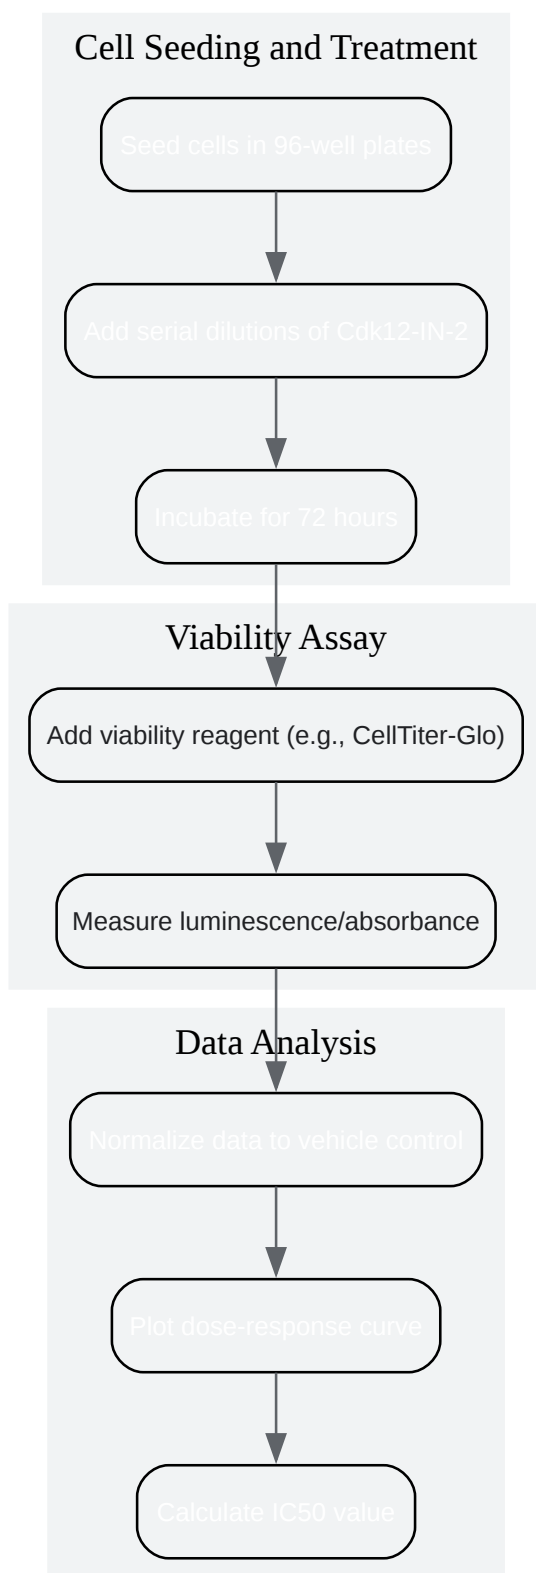 Cell Seeding and Treatment
Seed cells in 96-well plates
Add serial dilutions of Cdk12-IN-2
Incubate for 72 hours
Viability Assay
Add viability reagent (e.g., CellTiter-Glo)
Measure luminescence/absorbance
Data Analysis
Normalize data to vehicle control
Plot dose-response curve
Calculate IC50 value